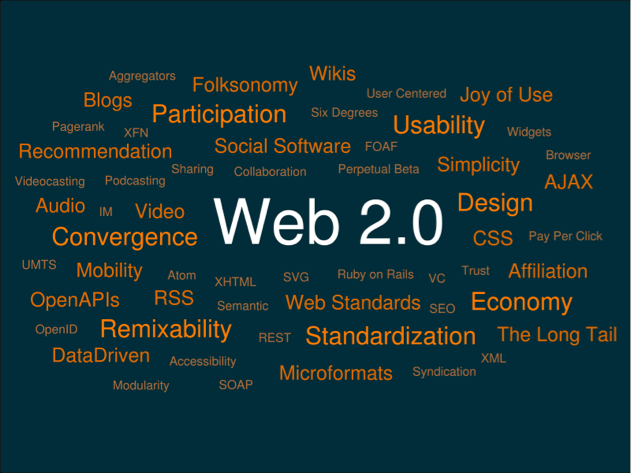 Wikis
Aggregators
Folksonomy
User Centered
Joy of Use
Blogs
Participation
Six Degrees
Usability
Widgets
Pagerank
XFN
Recommendation
Social Software
FOAF
Browser
Sharing
Collaboration
Perpetual Beta
Simplicity
Videocasting
Podcasting
AJAX
Audio
IM
Video
Web 2.0
Design
Convergence
CSS
Pay Per Click
UMTS
Mobility
Atom
XHTML
SVG
Ruby on Rails
VC
Trust
Affiliation
OpenAPIs
RSS
Semantic
Web Standards
SEO
Economy
OpenID
Remixability
REST
Standardization
The Long Tail
DataDriven
Accessibility
XML
Microformats
Syndication
Modularity
SOAP